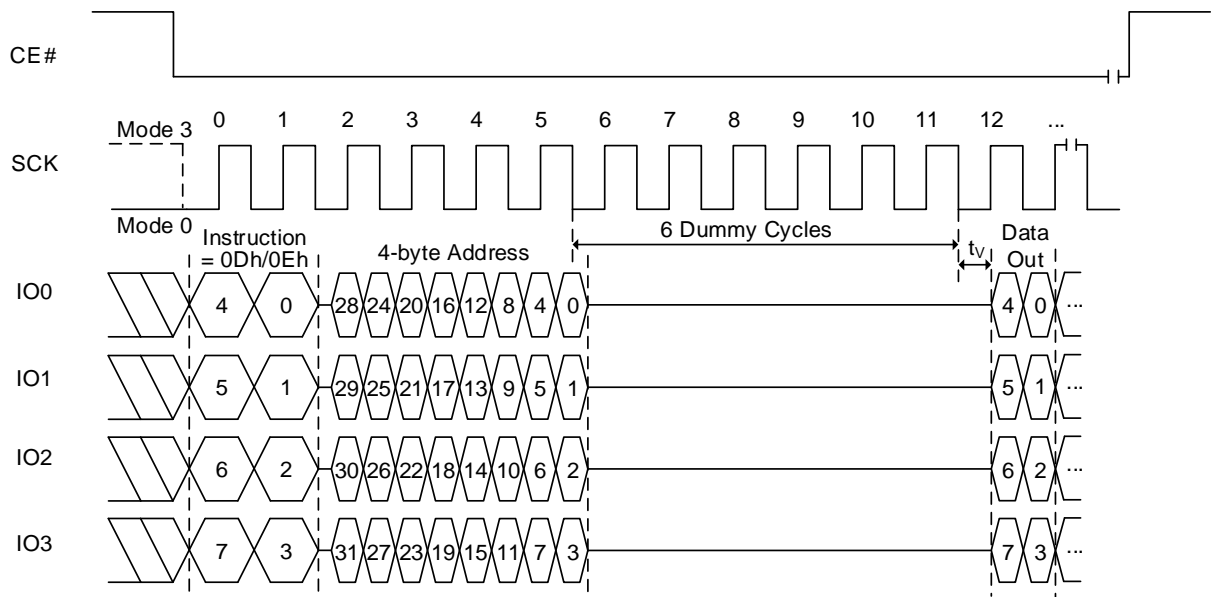 CE#
0 1 2 3 4 5 6 7 8 9 10 11 12 ...
Mode 3
SCK
Mode 0
Instruction
= 0Dh/0Eh
4-byte Address
6 Dummy Cycles
tV
Data
Out
IO0 4 0 28 24 20 16 12 8 4 0 4 0 ...
IO1 5 1 29 25 21 17 13 9 5 1 5 1 ...
IO2 6 2 30 26 22 18 14 10 6 2 6 2 ...
IO3 7 3 31 27 23 19 15 11 7 3 7 3 ...